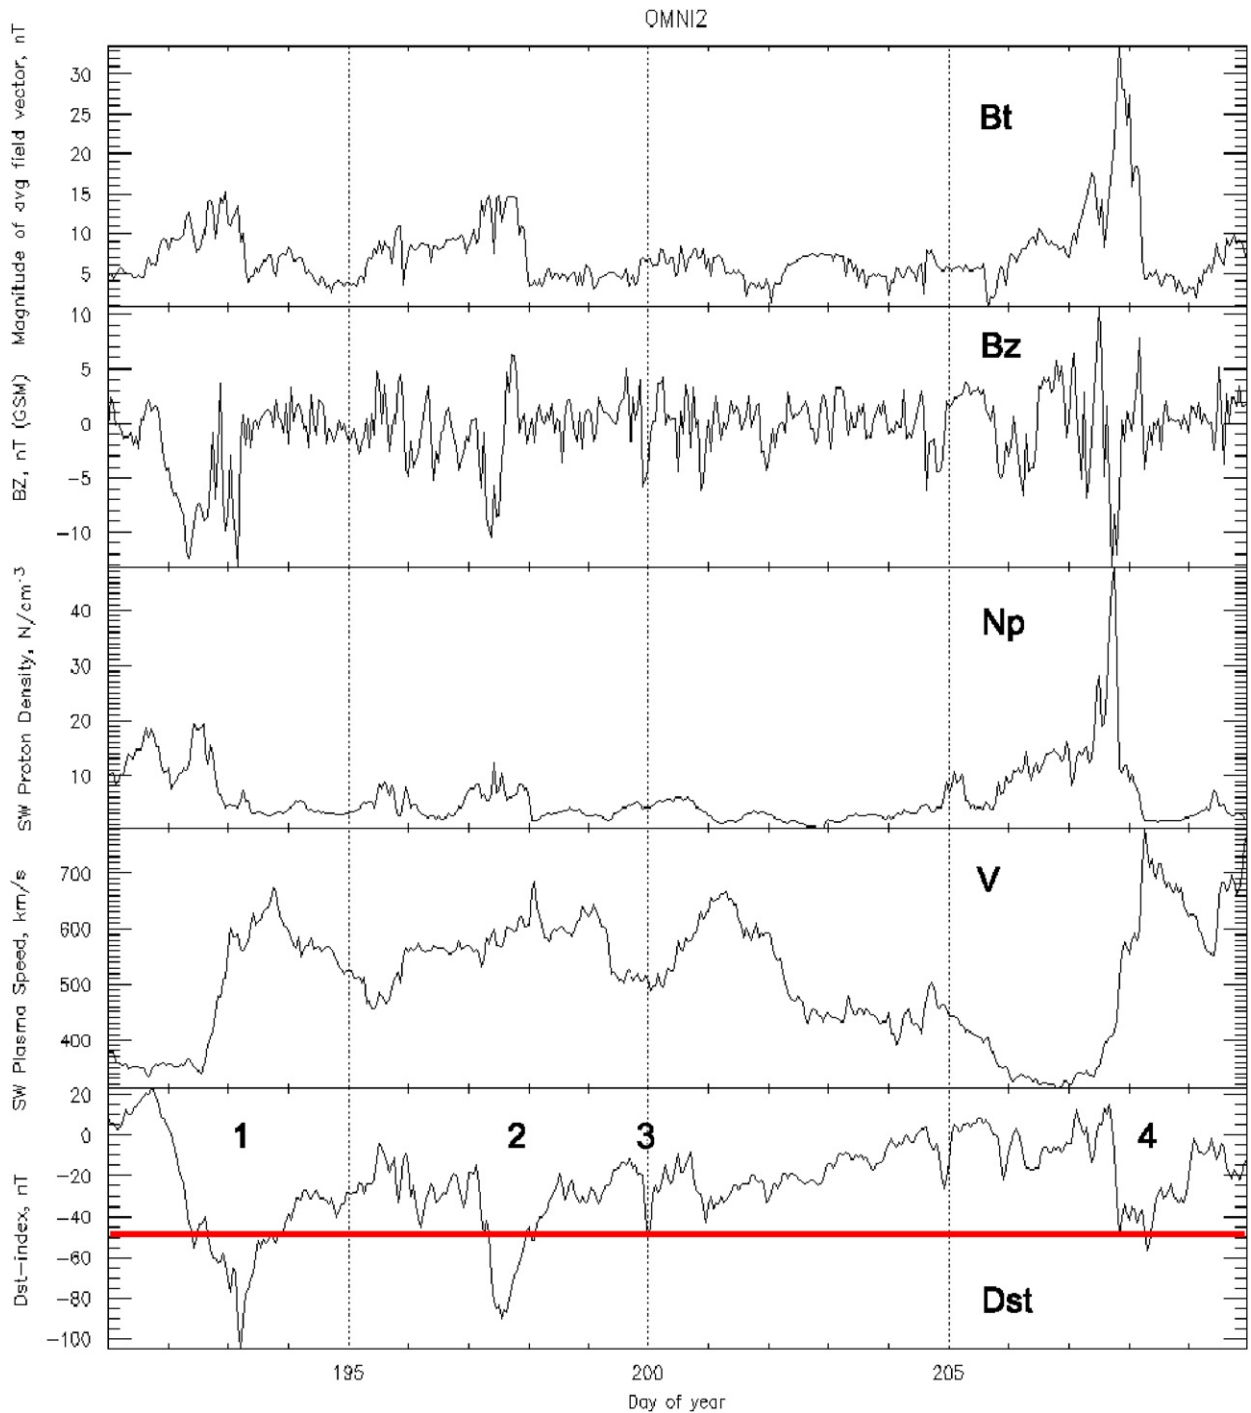 OMNI2
Magnitude of avg field vector, nT
30
25
20
15
10
5
Bt
BZ, nT (GSM)
10
5
0
-5
-10
Bz
SW Proton Density, N/cm-3
40
30
20
10
Np
SW Plasma Speed, km/s
700
600
500
400
V
Dst-index, nT
20
0
-20
-40
-60
-80
-100
1
2
3
4
Dst
195
200
205
Day of year